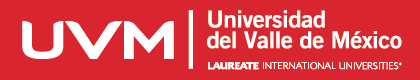 UVM
Universidad
del Valle de México
LAUREATE INTERNATIONAL UNIVERSITIES®